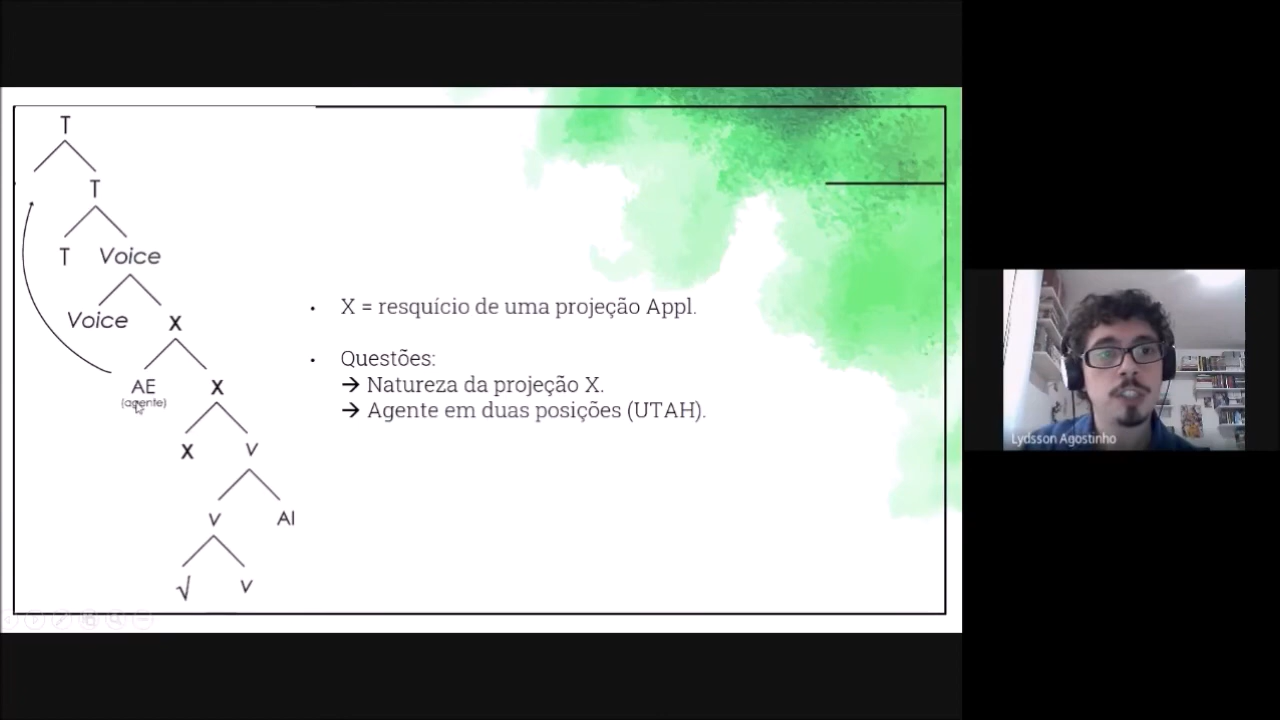 T
T
T Voice
Voice X
AE X
(agente)
X v
v AI
√ v
• X = resquício de uma projeção Appl.
• Questões:
→ Natureza da projeção X.
→ Agente em duas posições (UTAH).
Lydsson Agostinho